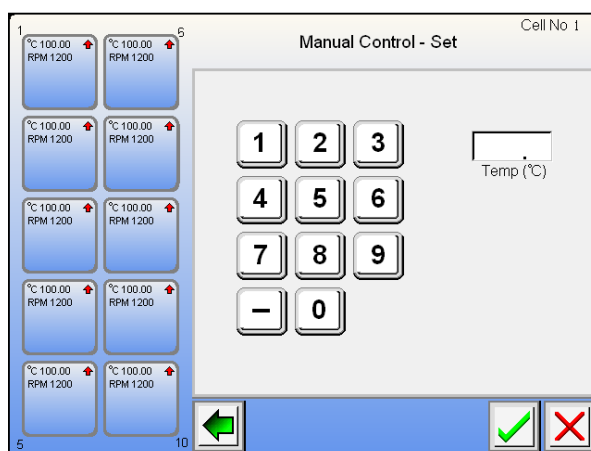 1
6
°C 100.00
RPM 1200
°C 100.00
RPM 1200
°C 100.00
RPM 1200
°C 100.00
RPM 1200
°C 100.00
RPM 1200
°C 100.00
RPM 1200
°C 100.00
RPM 1200
°C 100.00
RPM 1200
°C 100.00
RPM 1200
°C 100.00
RPM 1200
5
10
Cell No 1
Manual Control - Set
1 2 3
4 5 6
7 8 9
– 0
.
Temp (°C)